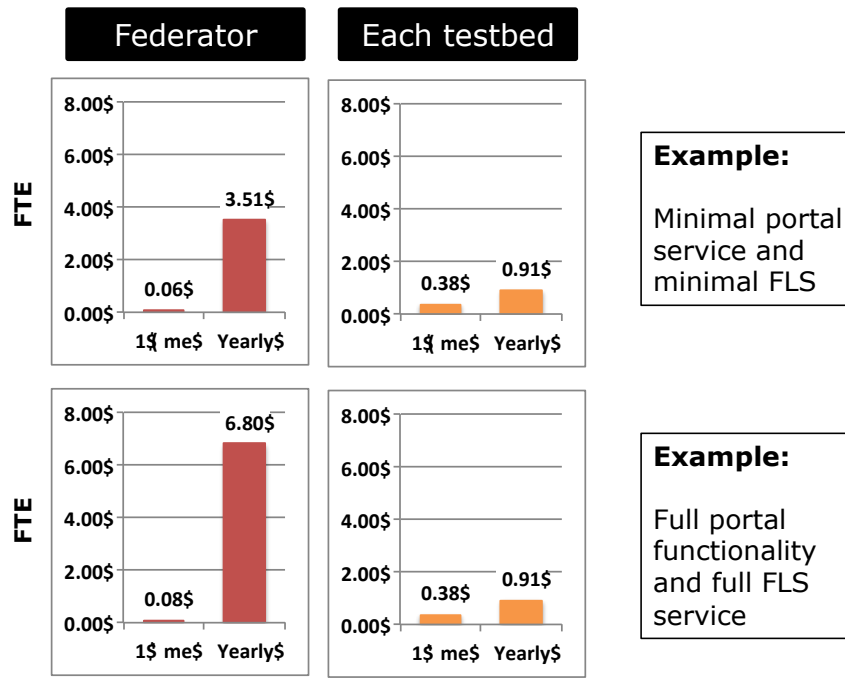 Federator
Each testbed
8.00$
6.00$
4.00$
2.00$
0.00$
FTE
3.51$
0.06$
1$ me$ Yearly$
8.00$
6.00$
4.00$
2.00$
0.00$
0.38$
0.91$
1$ me$ Yearly$
Example:
Minimal portal
service and
minimal FLS
8.00$
6.00$
4.00$
2.00$
0.00$
FTE
6.80$
0.08$
1$ me$ Yearly$
8.00$
6.00$
4.00$
2.00$
0.00$
0.38$
0.91$
1$ me$ Yearly$
Example:
Full portal
functionality
and full FLS
service